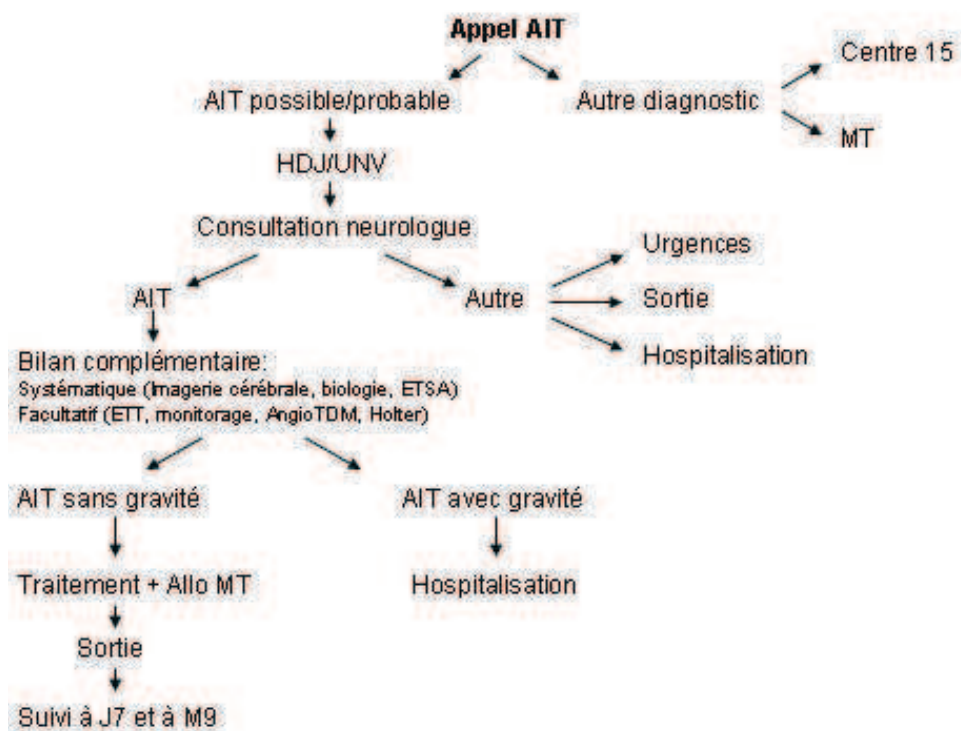 Appel AIT
Centre 15
AIT possible/probable
Autre diagnostic
MT
HDJ/UNV
Consultation neurologue
Urgences
AIT
Autre
Sortie
Hospitalisation
Bilan complémentaire:
Systématique (Imagerie cérébrale, biologie, ETSA)
Facultatif (ETT, monitorage, AngioTDM, Holter)
AIT sans gravité
AIT avec gravité
Traitement + Allo MT
Hospitalisation
Sortie
Suivi à J7 et à M9